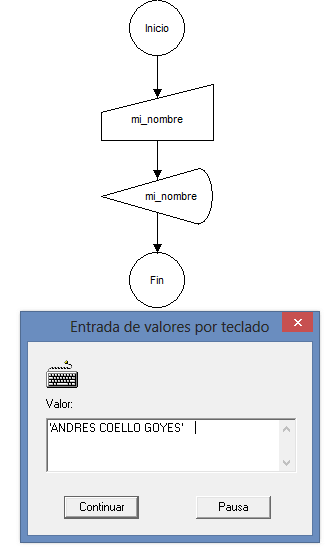 Inicio
mi_nombre
mi_nombre
Fin
Entrada de valores por teclado
Valor:
'ANDRES COELLO GOYES'
Continuar
Pausa